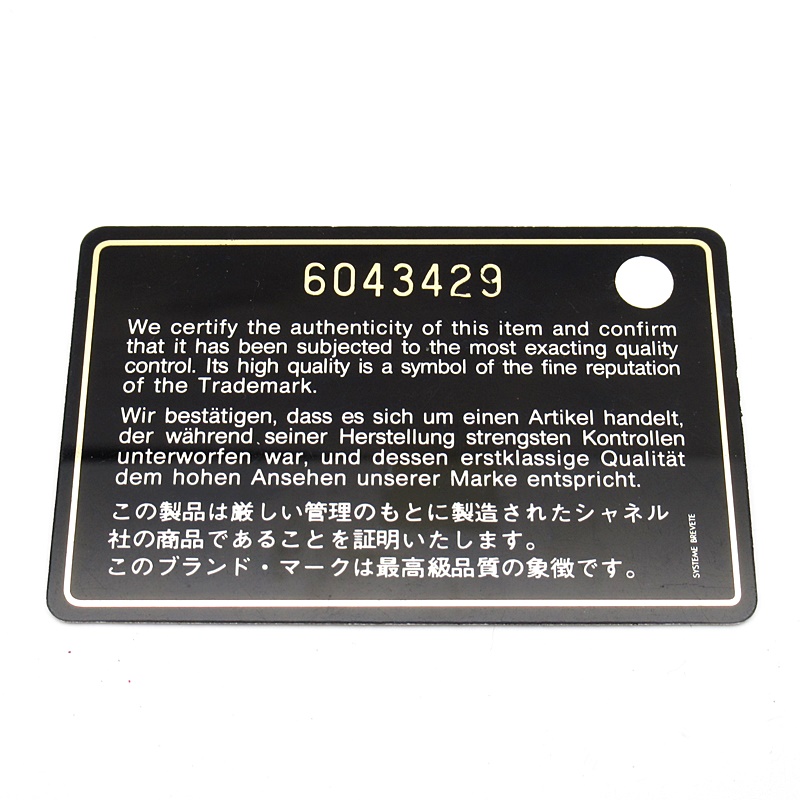 6043429
We certify the authenticity of this item and confirm
that it has been subjected to the most exacting quality
control. Its high quality is a symbol of the fine reputation
of the Trademark.
Wir bestätigen, dass es sich um einen Artikel handelt,
der während seiner Herstellung strengsten Kontrollen
unterworfen war, und dessen erstklassige Qualität
dem hohen Ansehen unserer Marke entspricht.
この製品は厳しい管理のもとに製造されたシャネル
社の商品であることを証明いたします。
このブランド・マークは最高級品質の象徴です。
SYSTEME BREVETE